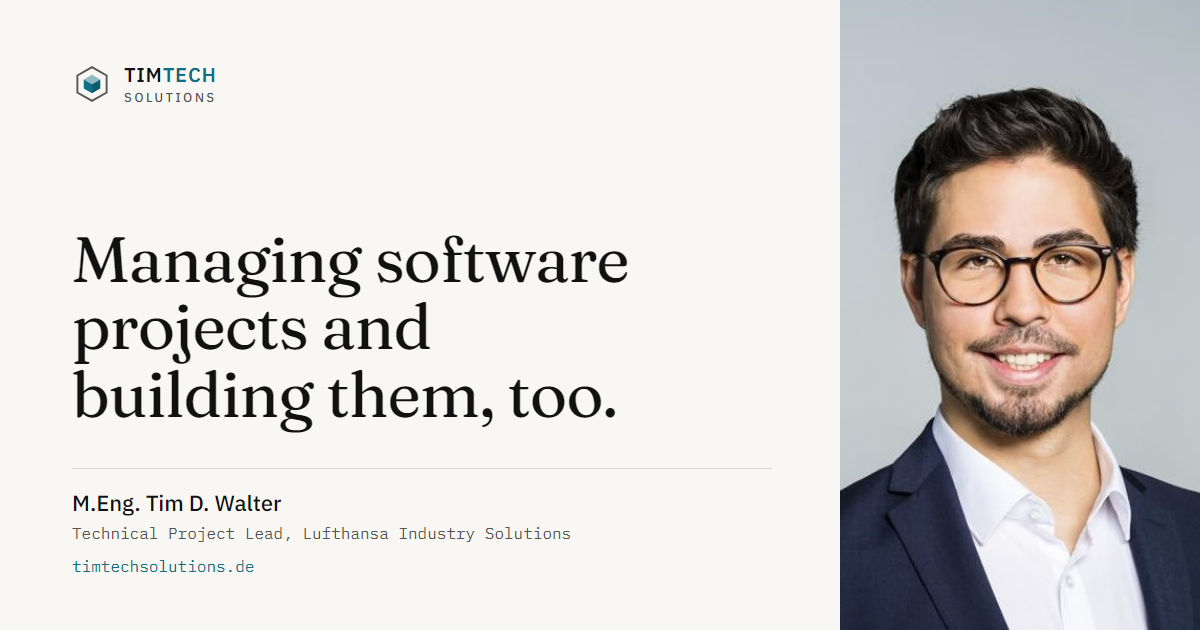 TIMTECH
SOLUTIONS
Managing software
projects and
building them, too.
M.Eng. Tim D. Walter
Technical Project Lead, Lufthansa Industry Solutions
timtechsolutions.de